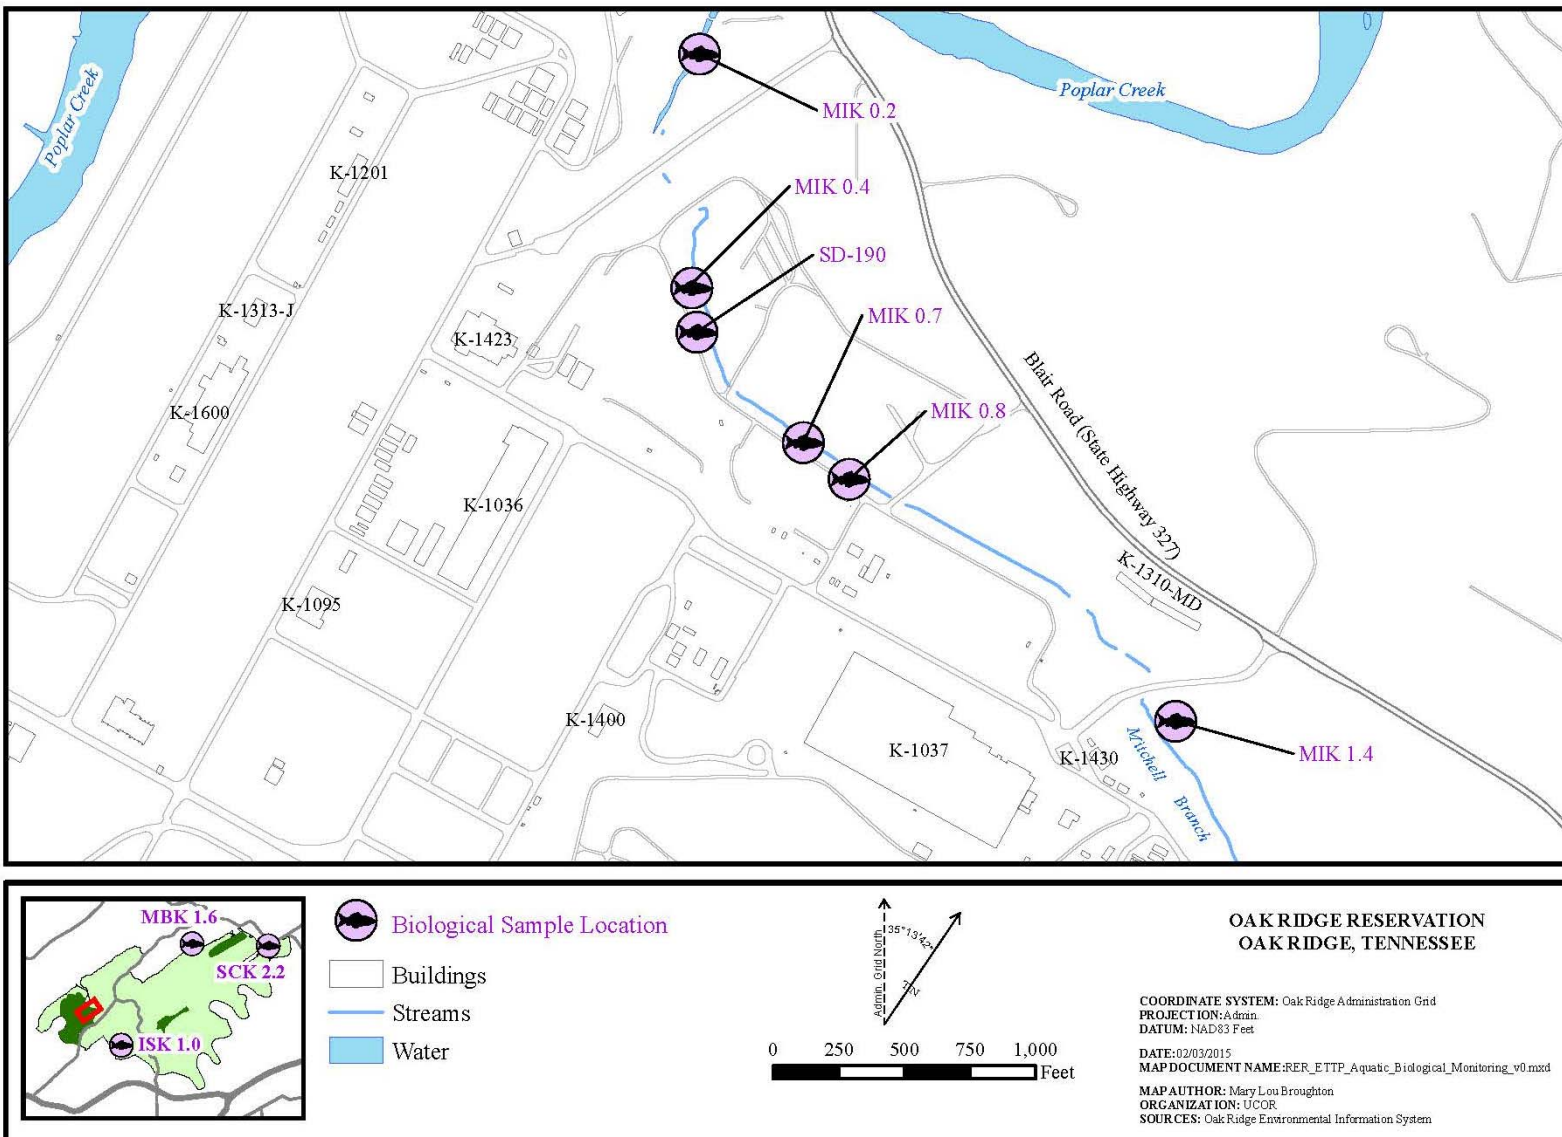 Poplar Creek
Poplar Creek
MIK 0.2
K-1201
MIK 0.4
SD-190
K-1313-J
MIK 0.7
K-1423
Blair Road (State Highway 327)
K-1600
MIK 0.8
K-1036
K-1310-MD
K-1095
K-1400
K-1037
K-1430
Mitchell
Branch
MIK 1.4
MBK 1.6
SCK 2.2
ISK 1.0
Biological Sample Location
Buildings
Streams
Water
Admin. Grid North
35°13'42"
TN
0 250 500 750 1,000
Feet
OAK RIDGE RESERVATION
OAK RIDGE, TENNESSEE
COORDINATE SYSTEM: Oak Ridge Administration Grid
PROJECTION: Admin.
DATUM: NAD83 Feet
DATE: 02/03/2015
MAP DOCUMENT NAME: RER_ETTP_Aquatic_Biological_Monitoring_v0.mxd
MAP AUTHOR: Mary Lou Broughton
ORGANIZATION: UCOR
SOURCES: Oak Ridge Environmental Information System